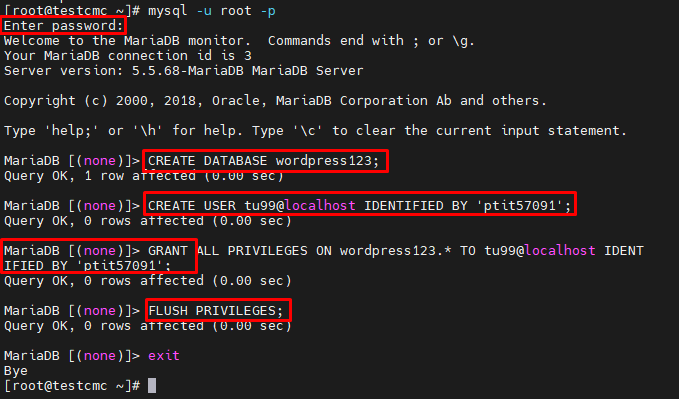 [root@testcmc ~]# mysql -u root -p
Enter password:
Welcome to the MariaDB monitor.  Commands end with ; or \g.
Your MariaDB connection id is 3
Server version: 5.5.68-MariaDB MariaDB Server
Copyright (c) 2000, 2018, Oracle, MariaDB Corporation Ab and others.
Type 'help;' or '\h' for help. Type '\c' to clear the current input statement.
MariaDB [(none)]> CREATE DATABASE wordpress123;
Query OK, 1 row affected (0.00 sec)
MariaDB [(none)]> CREATE USER tu99@localhost IDENTIFIED BY 'ptit57091';
Query OK, 0 rows affected (0.00 sec)
MariaDB [(none)]> GRANT ALL PRIVILEGES ON wordpress123.* TO tu99@localhost IDENT
IFIED BY 'ptit57091';
Query OK, 0 rows affected (0.00 sec)
MariaDB [(none)]> FLUSH PRIVILEGES;
Query OK, 0 rows affected (0.00 sec)
MariaDB [(none)]> exit
Bye
[root@testcmc ~]#